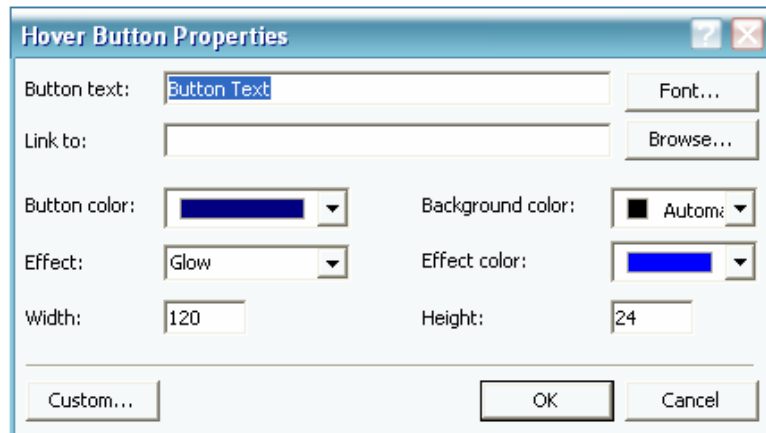 Hover Button Properties
Button text: Button Text Font...
Link to: Browse...
Button color: Background color: Automa
Effect: Glow Effect color:
Width: 120 Height: 24
Custom... OK Cancel